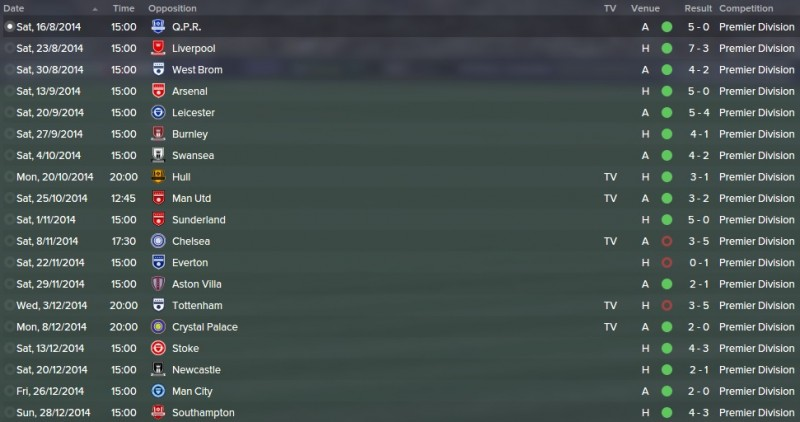 Date Time Opposition TV Venue Result Competition
Sat, 16/8/2014 15:00 Q.P.R. A 5 - 0 Premier Division
Sat, 23/8/2014 15:00 Liverpool H 7 - 3 Premier Division
Sat, 30/8/2014 15:00 West Brom A 4 - 2 Premier Division
Sat, 13/9/2014 15:00 Arsenal H 5 - 0 Premier Division
Sat, 20/9/2014 15:00 Leicester A 5 - 4 Premier Division
Sat, 27/9/2014 15:00 Burnley H 4 - 1 Premier Division
Sat, 4/10/2014 15:00 Swansea A 4 - 2 Premier Division
Mon, 20/10/2014 20:00 Hull TV H 3 - 1 Premier Division
Sat, 25/10/2014 12:45 Man Utd TV A 3 - 2 Premier Division
Sat, 1/11/2014 15:00 Sunderland H 5 - 0 Premier Division
Sat, 8/11/2014 17:30 Chelsea TV A 3 - 5 Premier Division
Sat, 22/11/2014 15:00 Everton H 0 - 1 Premier Division
Sat, 29/11/2014 15:00 Aston Villa A 2 - 1 Premier Division
Wed, 3/12/2014 20:00 Tottenham TV H 3 - 5 Premier Division
Mon, 8/12/2014 20:00 Crystal Palace TV A 2 - 0 Premier Division
Sat, 13/12/2014 15:00 Stoke H 4 - 3 Premier Division
Sat, 20/12/2014 15:00 Newcastle H 2 - 1 Premier Division
Fri, 26/12/2014 15:00 Man City A 2 - 0 Premier Division
Sun, 28/12/2014 15:00 Southampton H 4 - 3 Premier Division